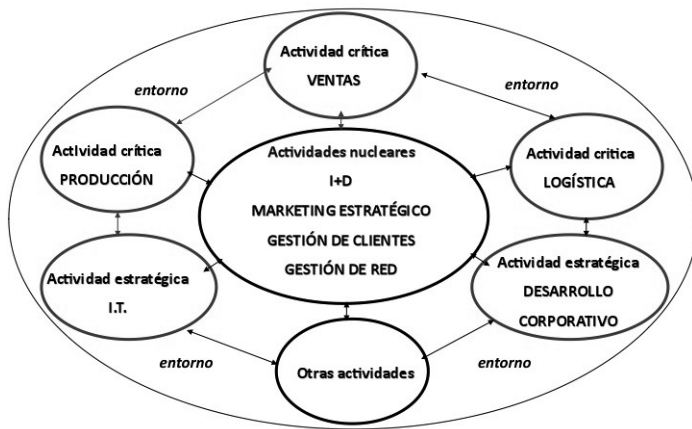 Actividad crítica
VENTAS
entorno
entorno
Actividad crítica
PRODUCCIÓN
Actividades nucleares
I+D
MARKETING ESTRATÉGICO
GESTIÓN DE CLIENTES
GESTIÓN DE RED
Actividad critica
LOGÍSTICA
Actividad estratégica
I.T.
Actividad estratégica
DESARROLLO
CORPORATIVO
entorno
Otras actividades
entorno